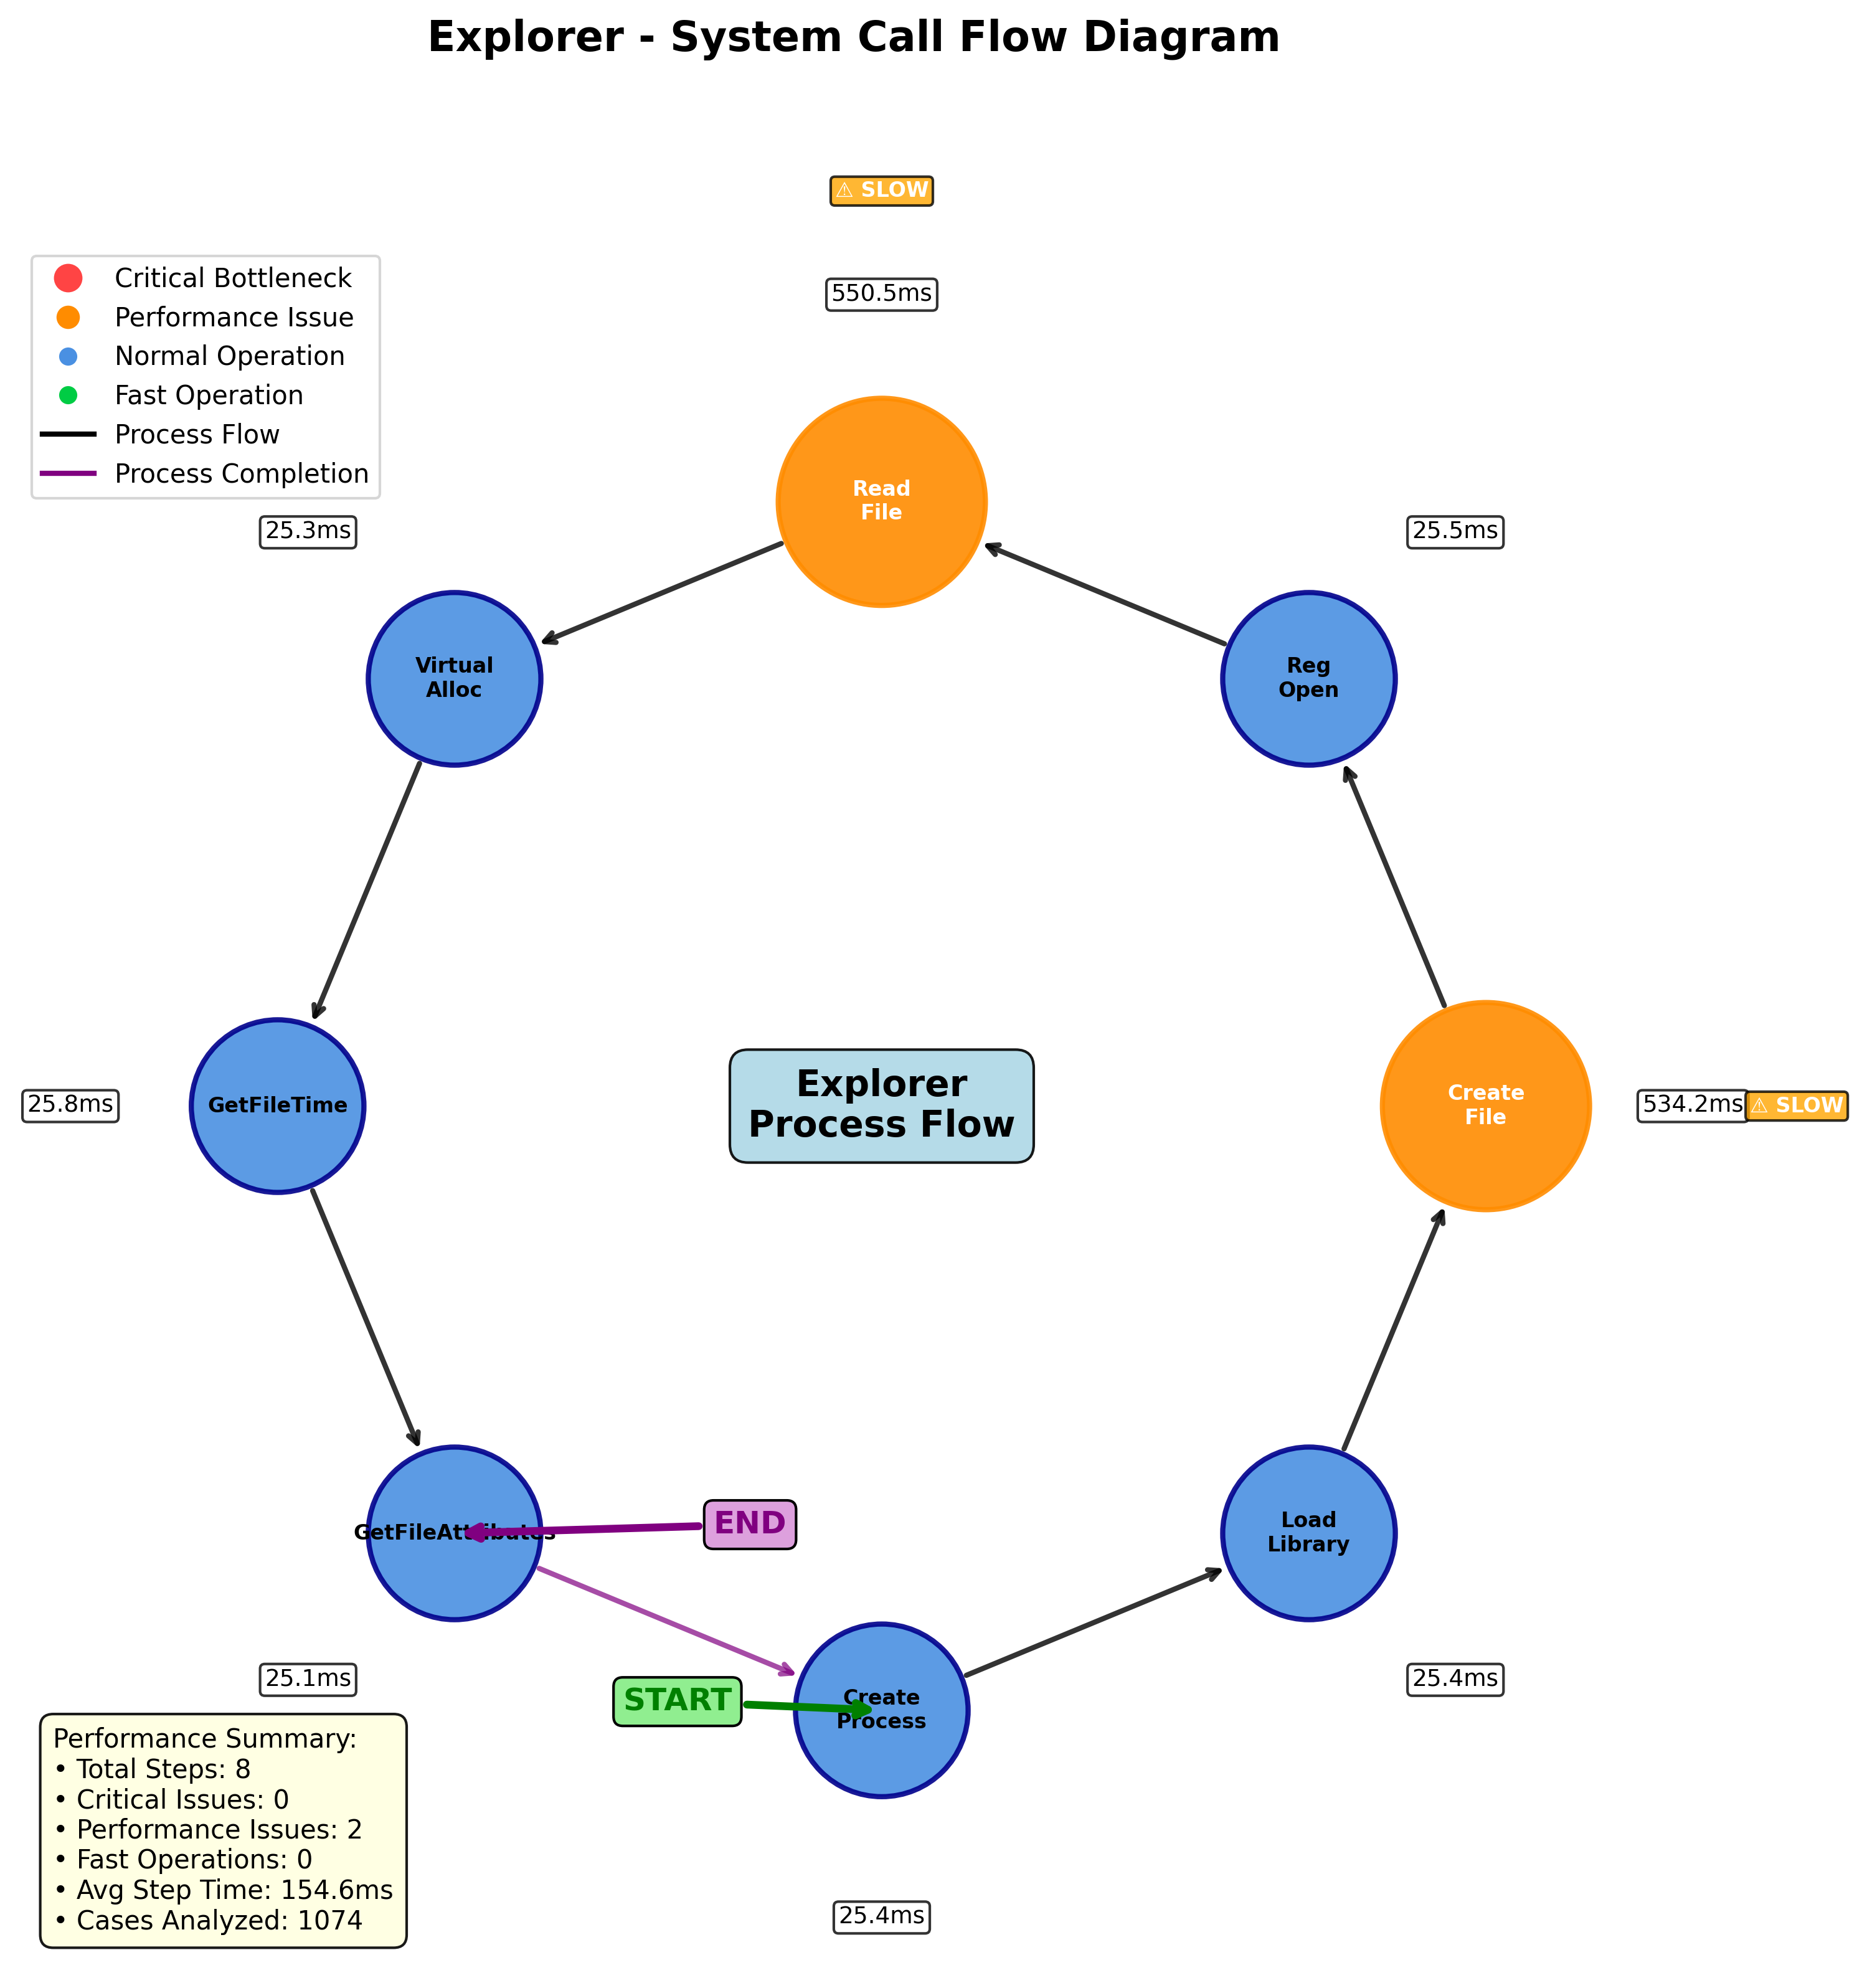 Explorer - System Call Flow Diagram
⚠ SLOW
550.5ms
Critical Bottleneck
Performance Issue
Normal Operation
Fast Operation
Process Flow
Process Completion
25.3ms
25.5ms
Read
File
Virtual
Alloc
Reg
Open
Explorer
Process Flow
25.8ms
GetFileTime
Create
File
534.2ms
⚠ SLOW
GetFileAttributes
END
Load
Library
25.1ms
START
Create
Process
25.4ms
Performance Summary:
• Total Steps: 8
• Critical Issues: 0
• Performance Issues: 2
• Fast Operations: 0
• Avg Step Time: 154.6ms
• Cases Analyzed: 1074
25.4ms